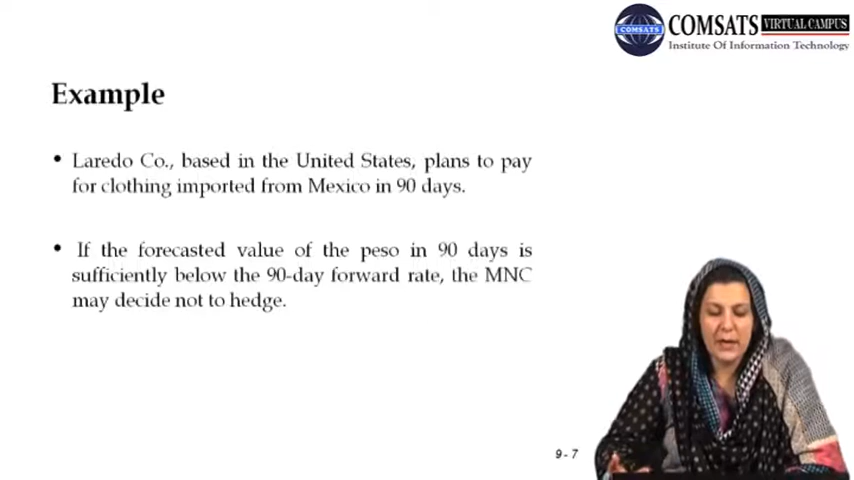 COMSATS
COMSATS VIRTUAL CAMPUS
Institute Of Information Technology
Example
• Laredo Co., based in the United States, plans to pay
for clothing imported from Mexico in 90 days.
• If the forecasted value of the peso in 90 days is
sufficiently below the 90-day forward rate, the MNC
may decide not to hedge.
9 - 7